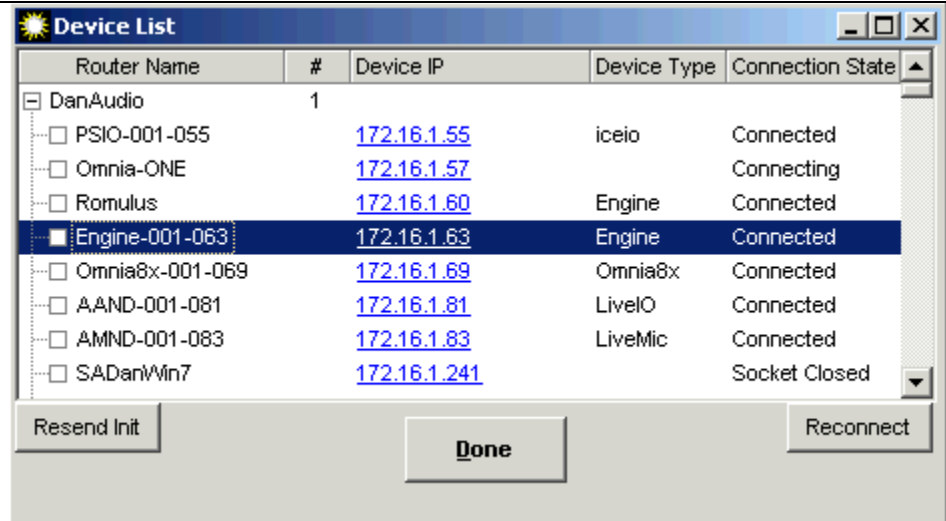 Device List
Router Name # Device IP Device Type Connection State
DanAudio 1
PSIO-001-055 172.16.1.55 iceio Connected
Omnia-ONE 172.16.1.57 Connecting
Romulus 172.16.1.60 Engine Connected
Engine-001-063 172.16.1.63 Engine Connected
Omnia8x-001-069 172.16.1.69 Omnia8x Connected
AAND-001-081 172.16.1.81 LiveIO Connected
AMND-001-083 172.16.1.83 LiveMic Connected
SADanWin7 172.16.1.241 Socket Closed
Resend Init Done Reconnect